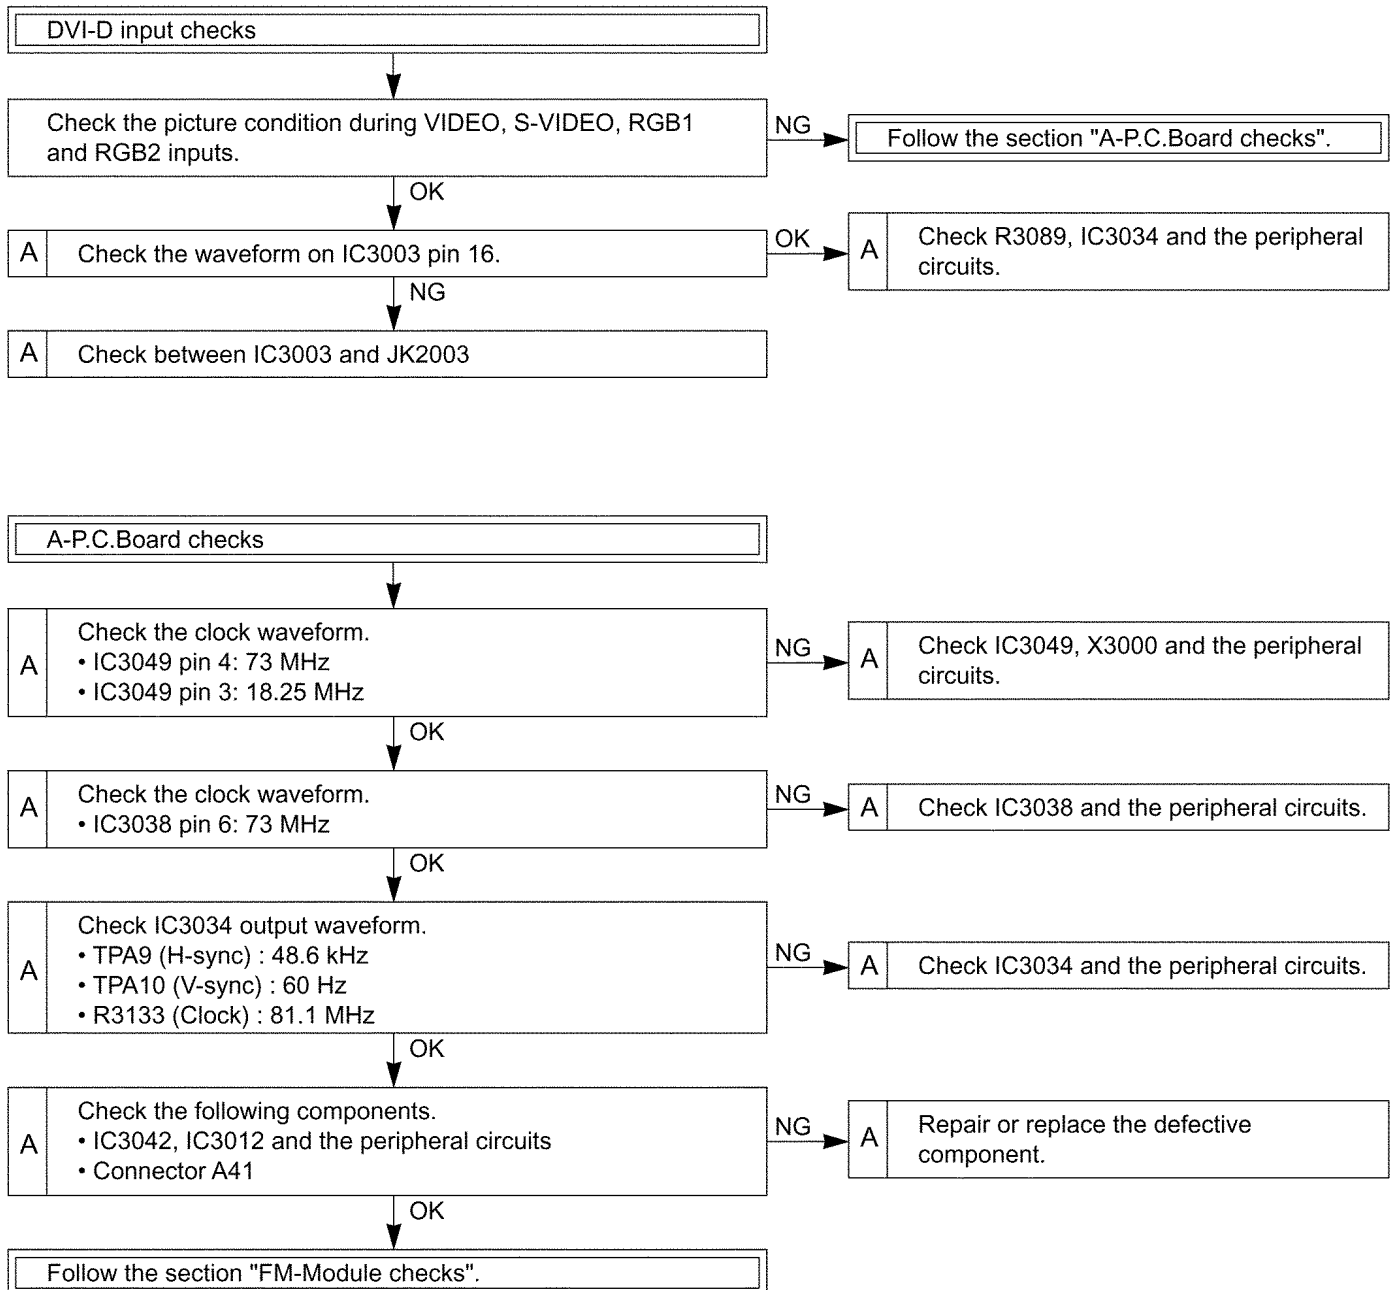 DVI-D input checks
Check the picture condition during VIDEO, S-VIDEO, RGB1
and RGB2 inputs.
NG
Follow the section "A-P.C.Board checks".
OK
A
Check the waveform on IC3003 pin 16.
OK
A
Check R3089, IC3034 and the peripheral
circuits.
NG
A
Check between IC3003 and JK2003
A-P.C.Board checks
A
Check the clock waveform.
• IC3049 pin 4: 73 MHz
• IC3049 pin 3: 18.25 MHz
NG
A
Check IC3049, X3000 and the peripheral
circuits.
OK
A
Check the clock waveform.
• IC3038 pin 6: 73 MHz
NG
A
Check IC3038 and the peripheral circuits.
OK
A
Check IC3034 output waveform.
• TPA9 (H-sync) : 48.6 kHz
• TPA10 (V-sync) : 60 Hz
• R3133 (Clock) : 81.1 MHz
NG
A
Check IC3034 and the peripheral circuits.
OK
A
Check the following components.
• IC3042, IC3012 and the peripheral circuits
• Connector A41
NG
A
Repair or replace the defective
component.
OK
Follow the section "FM-Module checks".